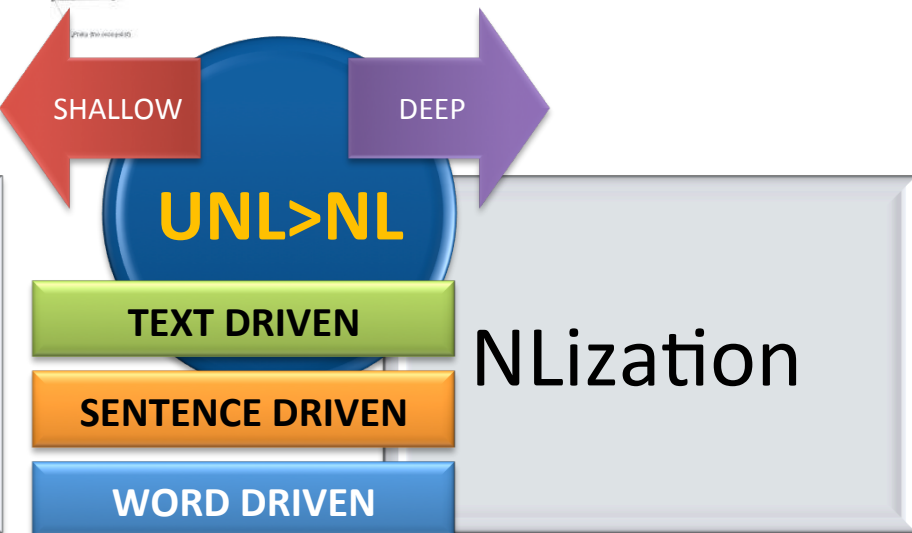 SHALLOW
DEEP
UNL>NL
TEXT DRIVEN
SENTENCE DRIVEN
WORD DRIVEN
NLization